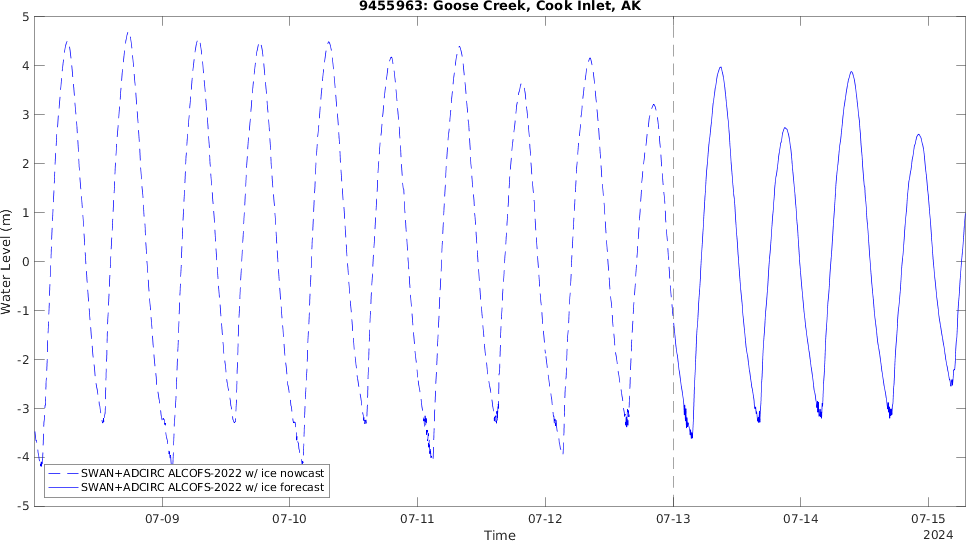 9455963: Goose Creek, Cook Inlet, AK
5
4
3
2
1
0
-1
-2
-3
-4
-5
Water Level (m)
SWAN+ADCIRC ALCOFS-2022 w/ ice nowcast
SWAN+ADCIRC ALCOFS-2022 w/ ice forecast
07-09 07-10 07-11 07-12 07-13 07-14 07-15
Time
2024